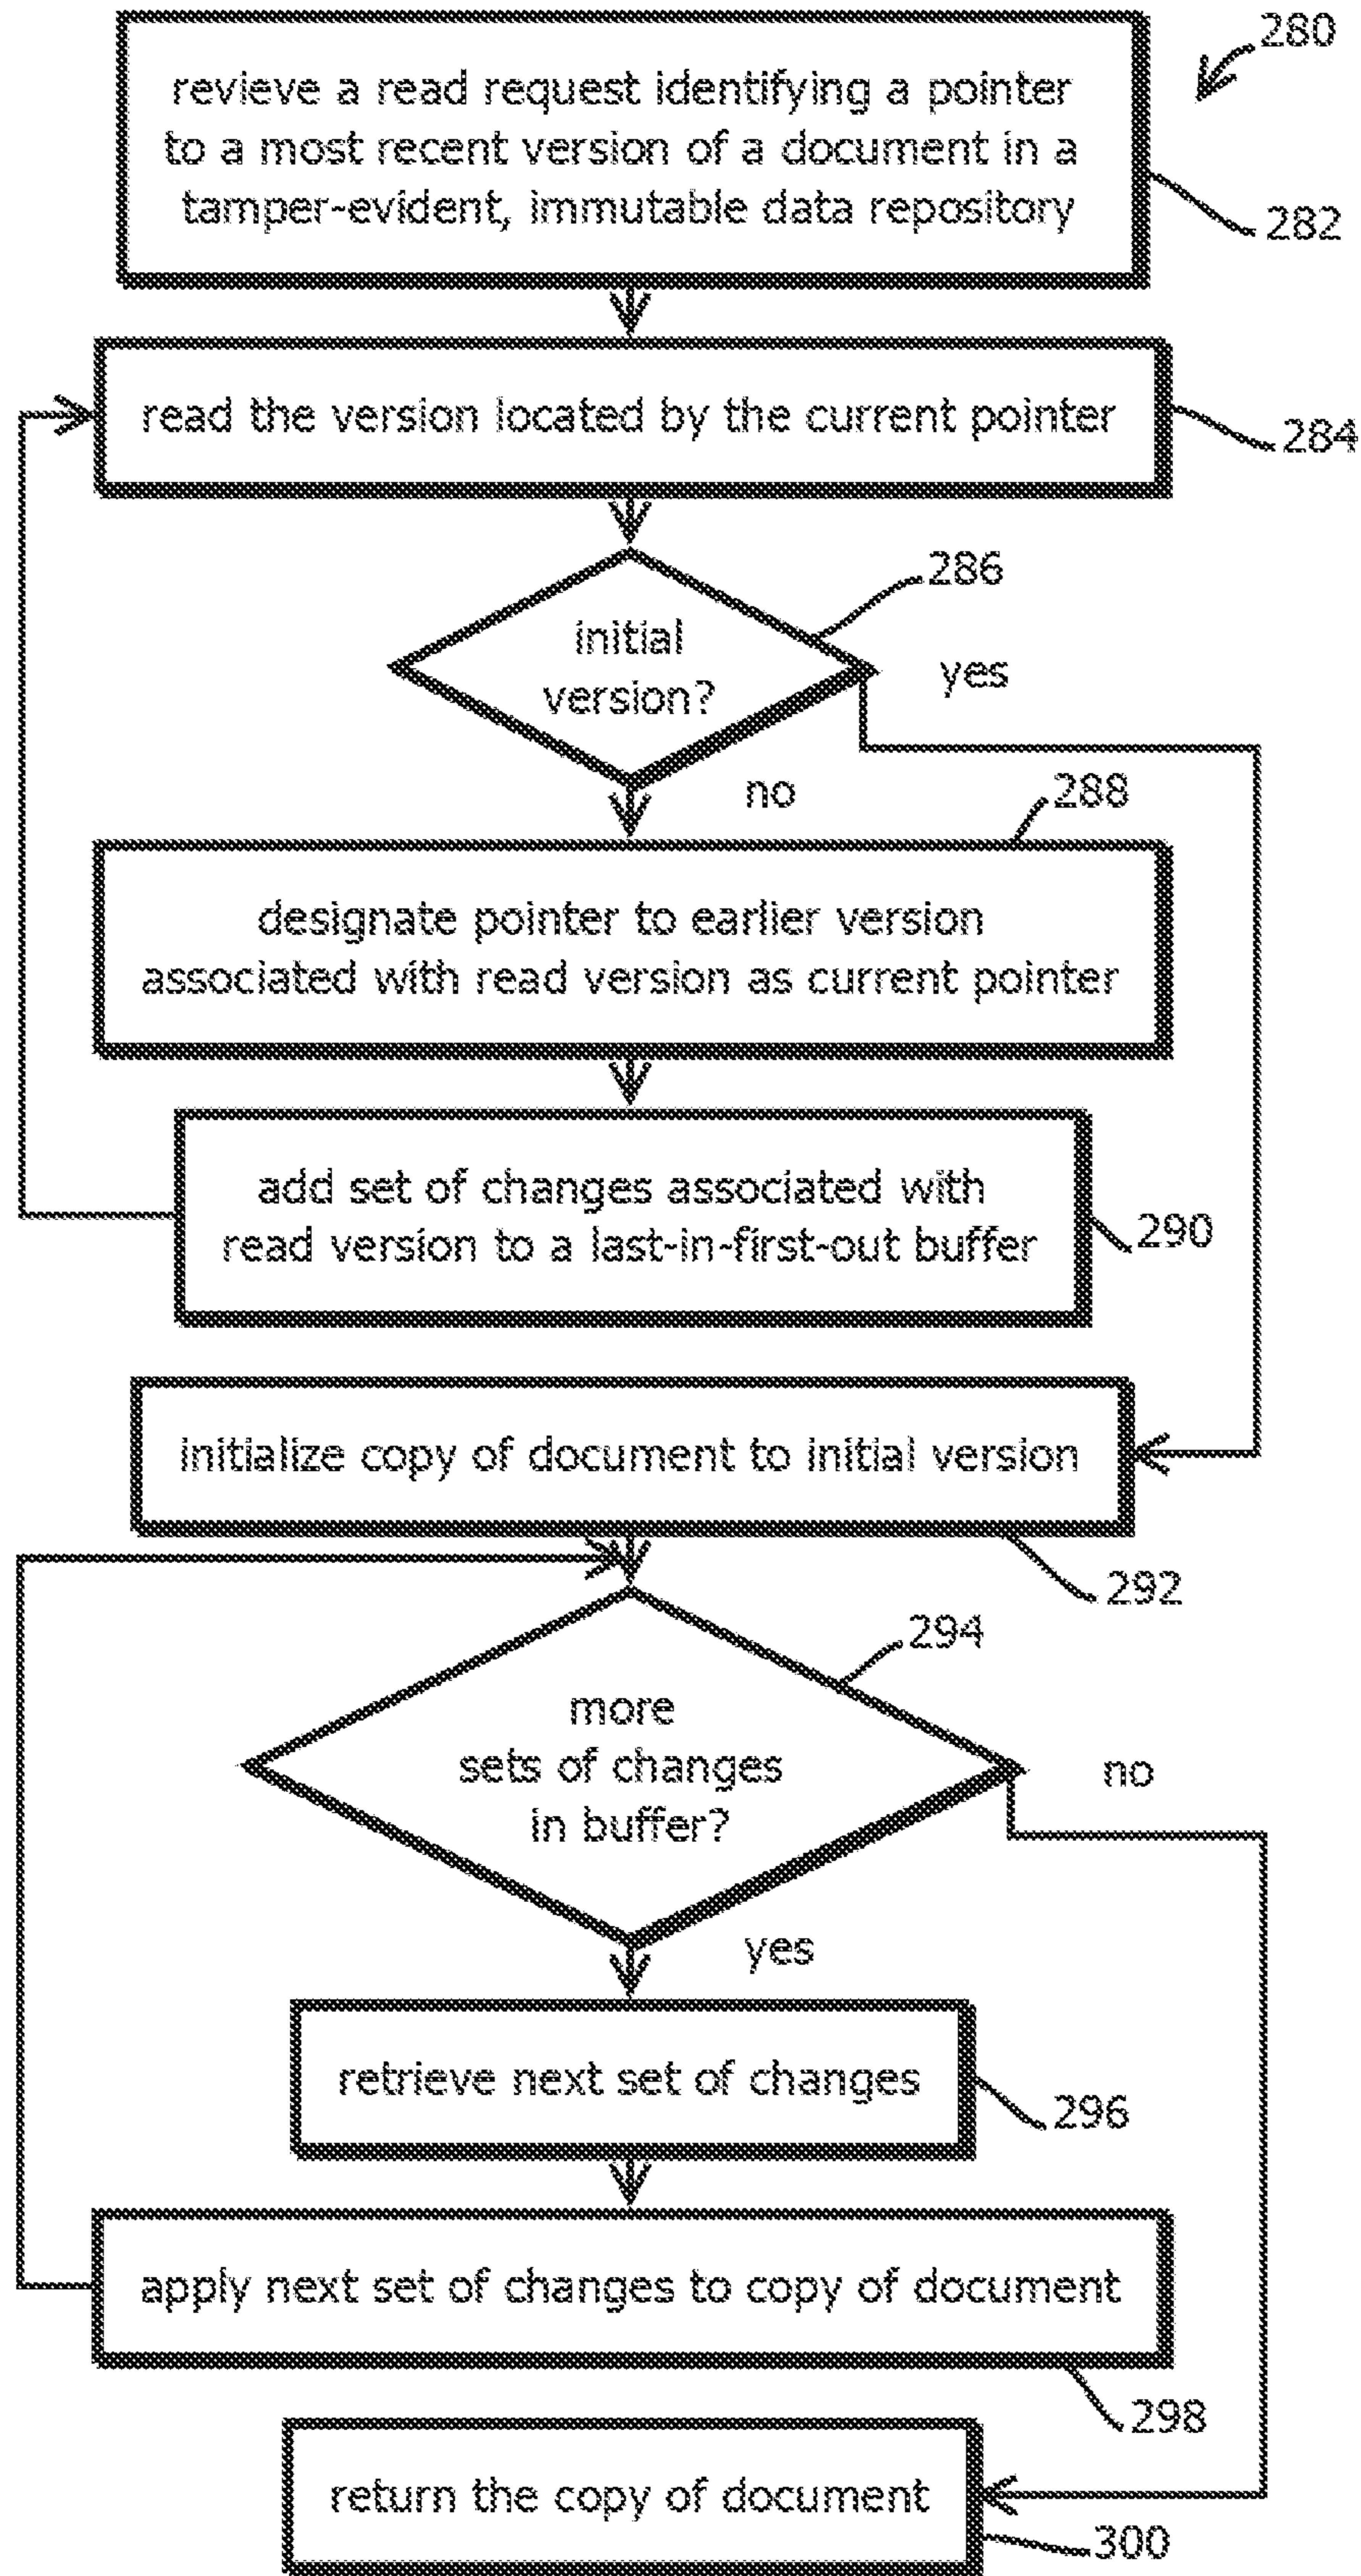 280
revieve a read request identifying a pointer
to a most recent version of a document in a
tamper-evident, immutable data repository
282
read the version located by the current pointer
284
286
initial
version?
yes
no
288
designate pointer to earlier version
associated with read version as current pointer
add set of changes associated with
read version to a last-in-first-out buffer
290
initialize copy of document to initial version
292
294
more
sets of changes
in buffer?
no
yes
retrieve next set of changes
296
apply next set of changes to copy of document
298
return the copy of document
300